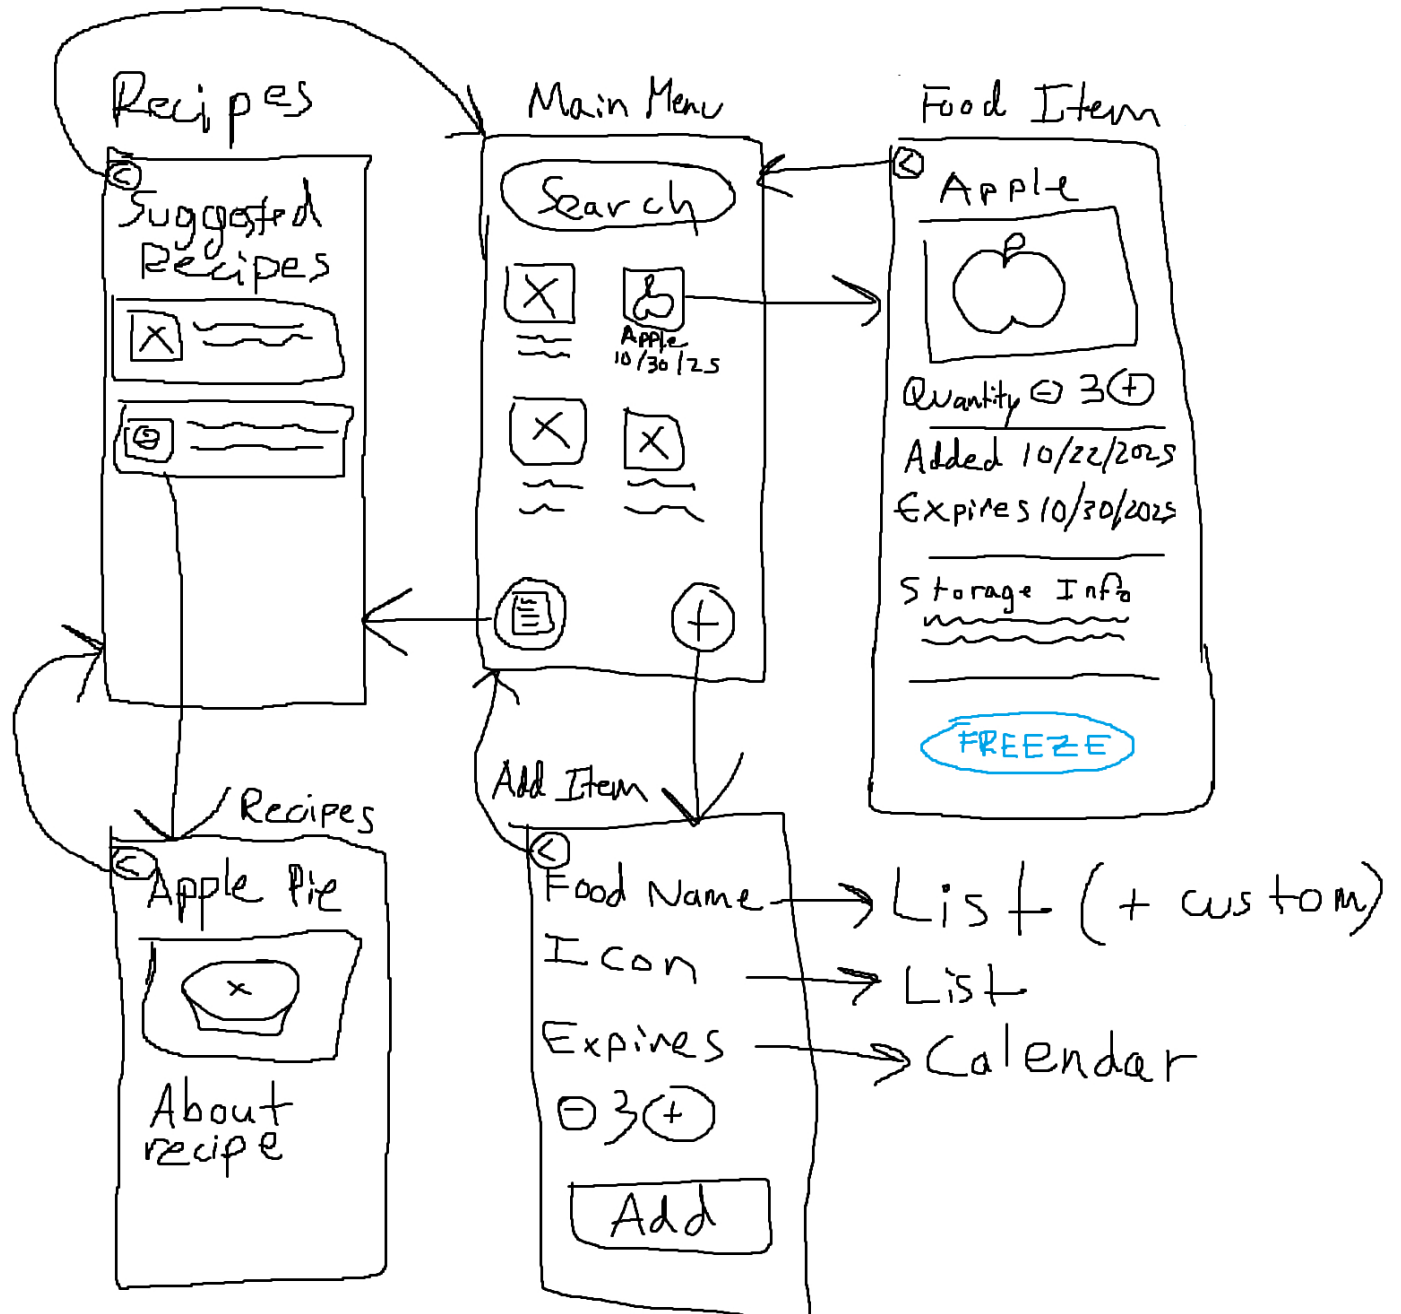 Recipes
Suggested
Recipes
Main Menu
Search
Apple
10/30/25
Food Item
Apple
Quantity - 3 +
Added 10/22/2025
Expires 10/30/2025
Storage Info
FREEZE
Recipes
Apple Pie
About
recipe
Add Item
Food Name List (+ custom)
Icon List
Expires Calendar
- 3 +
Add